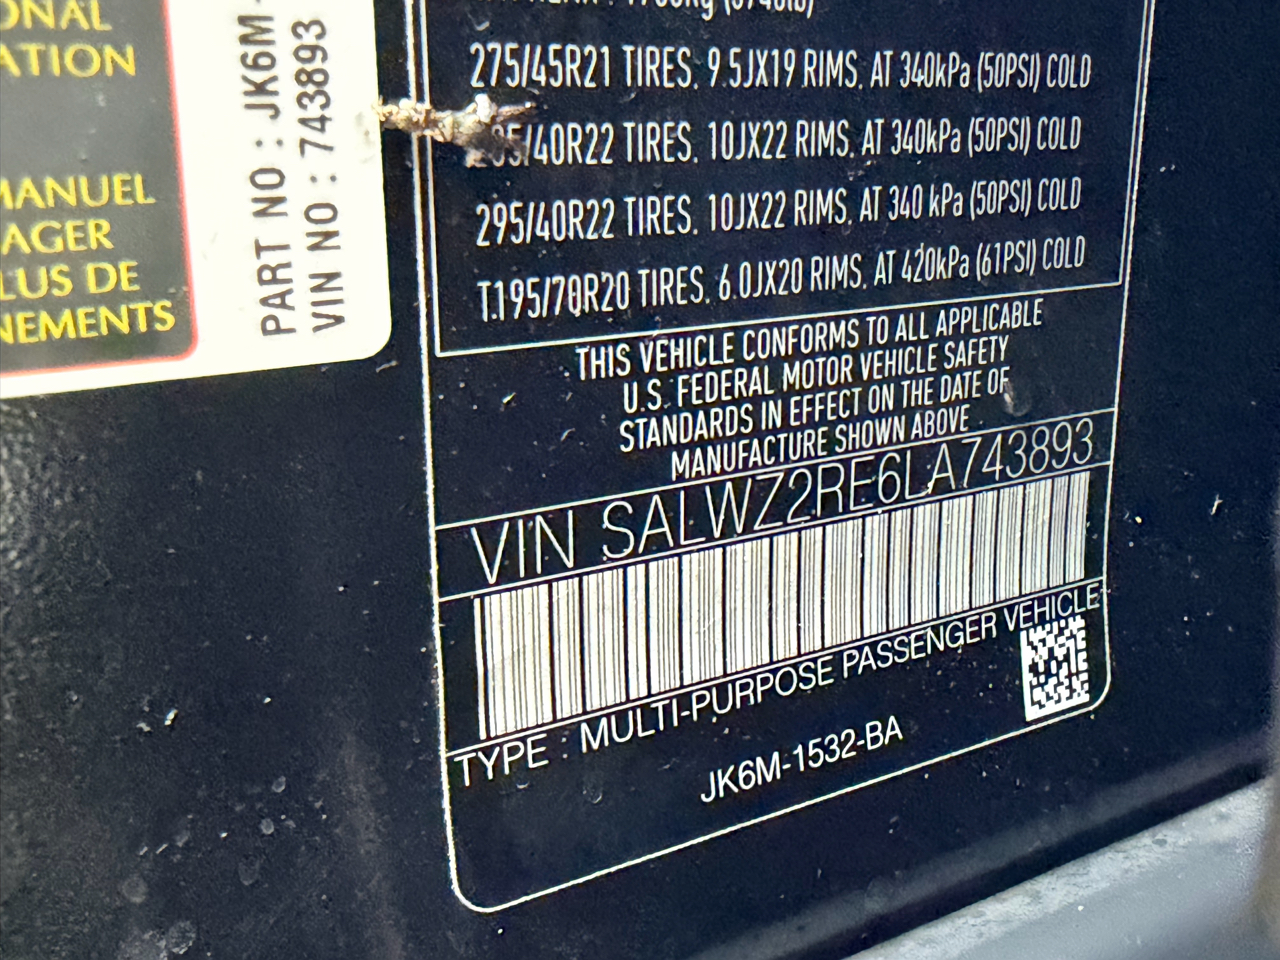 ONAL
ATION
MANUEL
AGER
LUS DE
NEMENTS
PART NO : JK6M-
VIN NO : 743893
275/45R21 TIRES. 9.5JX19 RIMS. AT 340kPa (50PSI) COLD
/40R22 TIRES. 10JX22 RIMS. AT 340kPa (50PSI) COLD
295/40R22 TIRES. 10JX22 RIMS. AT 340 kPa (50PSI) COLD
T.195/70R20 TIRES. 6.0JX20 RIMS. AT 420kPa (61PSI) COLD
THIS VEHICLE CONFORMS TO ALL APPLICABLE
U.S. FEDERAL MOTOR VEHICLE SAFETY
STANDARDS IN EFFECT ON THE DATE OF
MANUFACTURE SHOWN ABOVE
VIN SALWZ2RE6LA743893
TYPE : MULTI-PURPOSE PASSENGER VEHICLE
JK6M-1532-BA